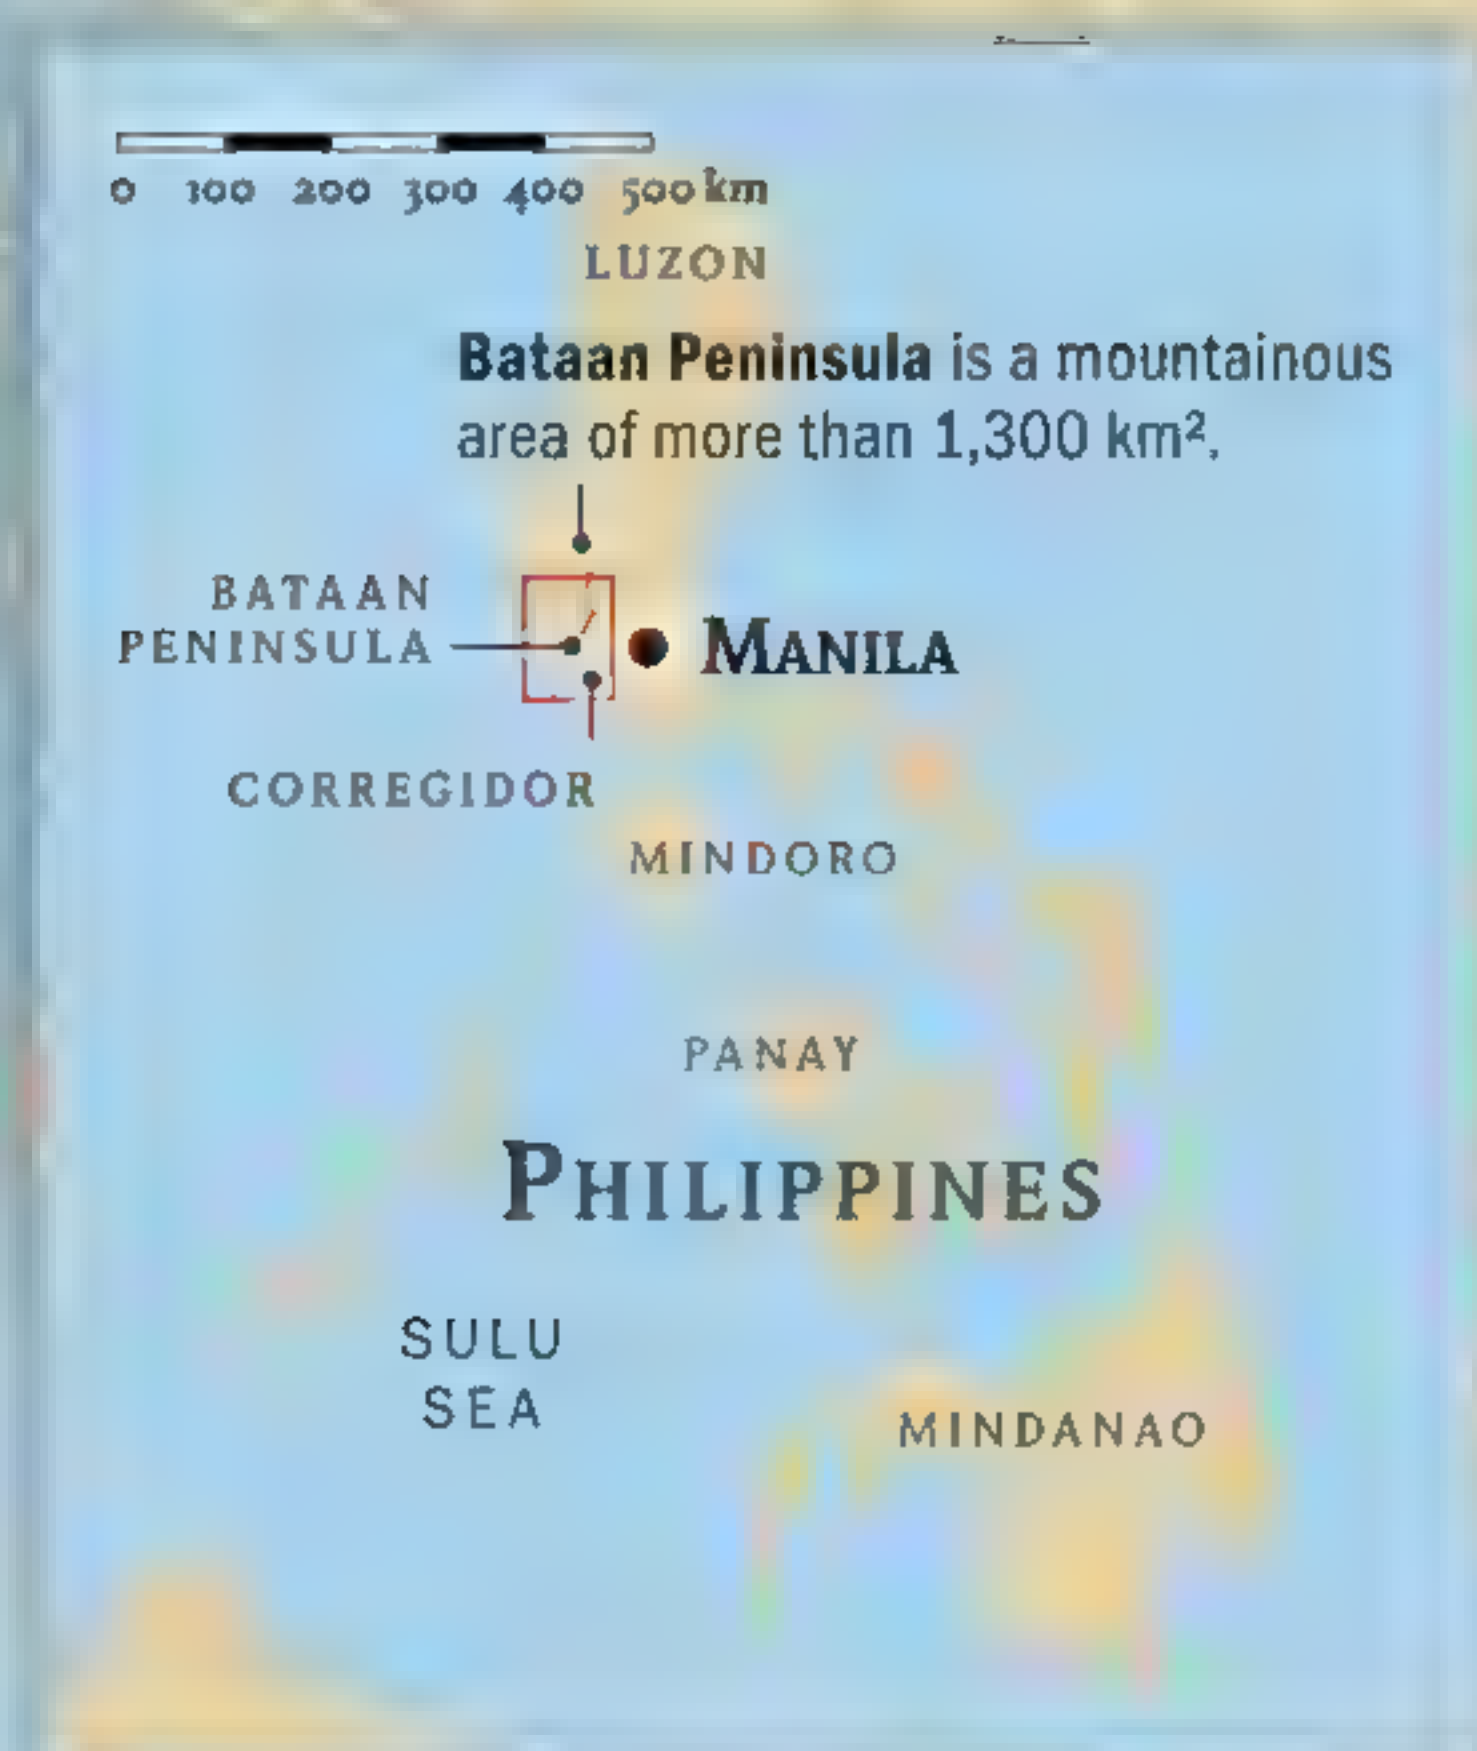 0 100 200 300 400 500 km
LUZON
Bataan Peninsula is a mountainous
area of more than 1,300 km².
BATAAN
PENINSULA
MANILA
CORREGIDOR
MINDORO
PANAY
PHILIPPINES
SULU
SEA
MINDANAO